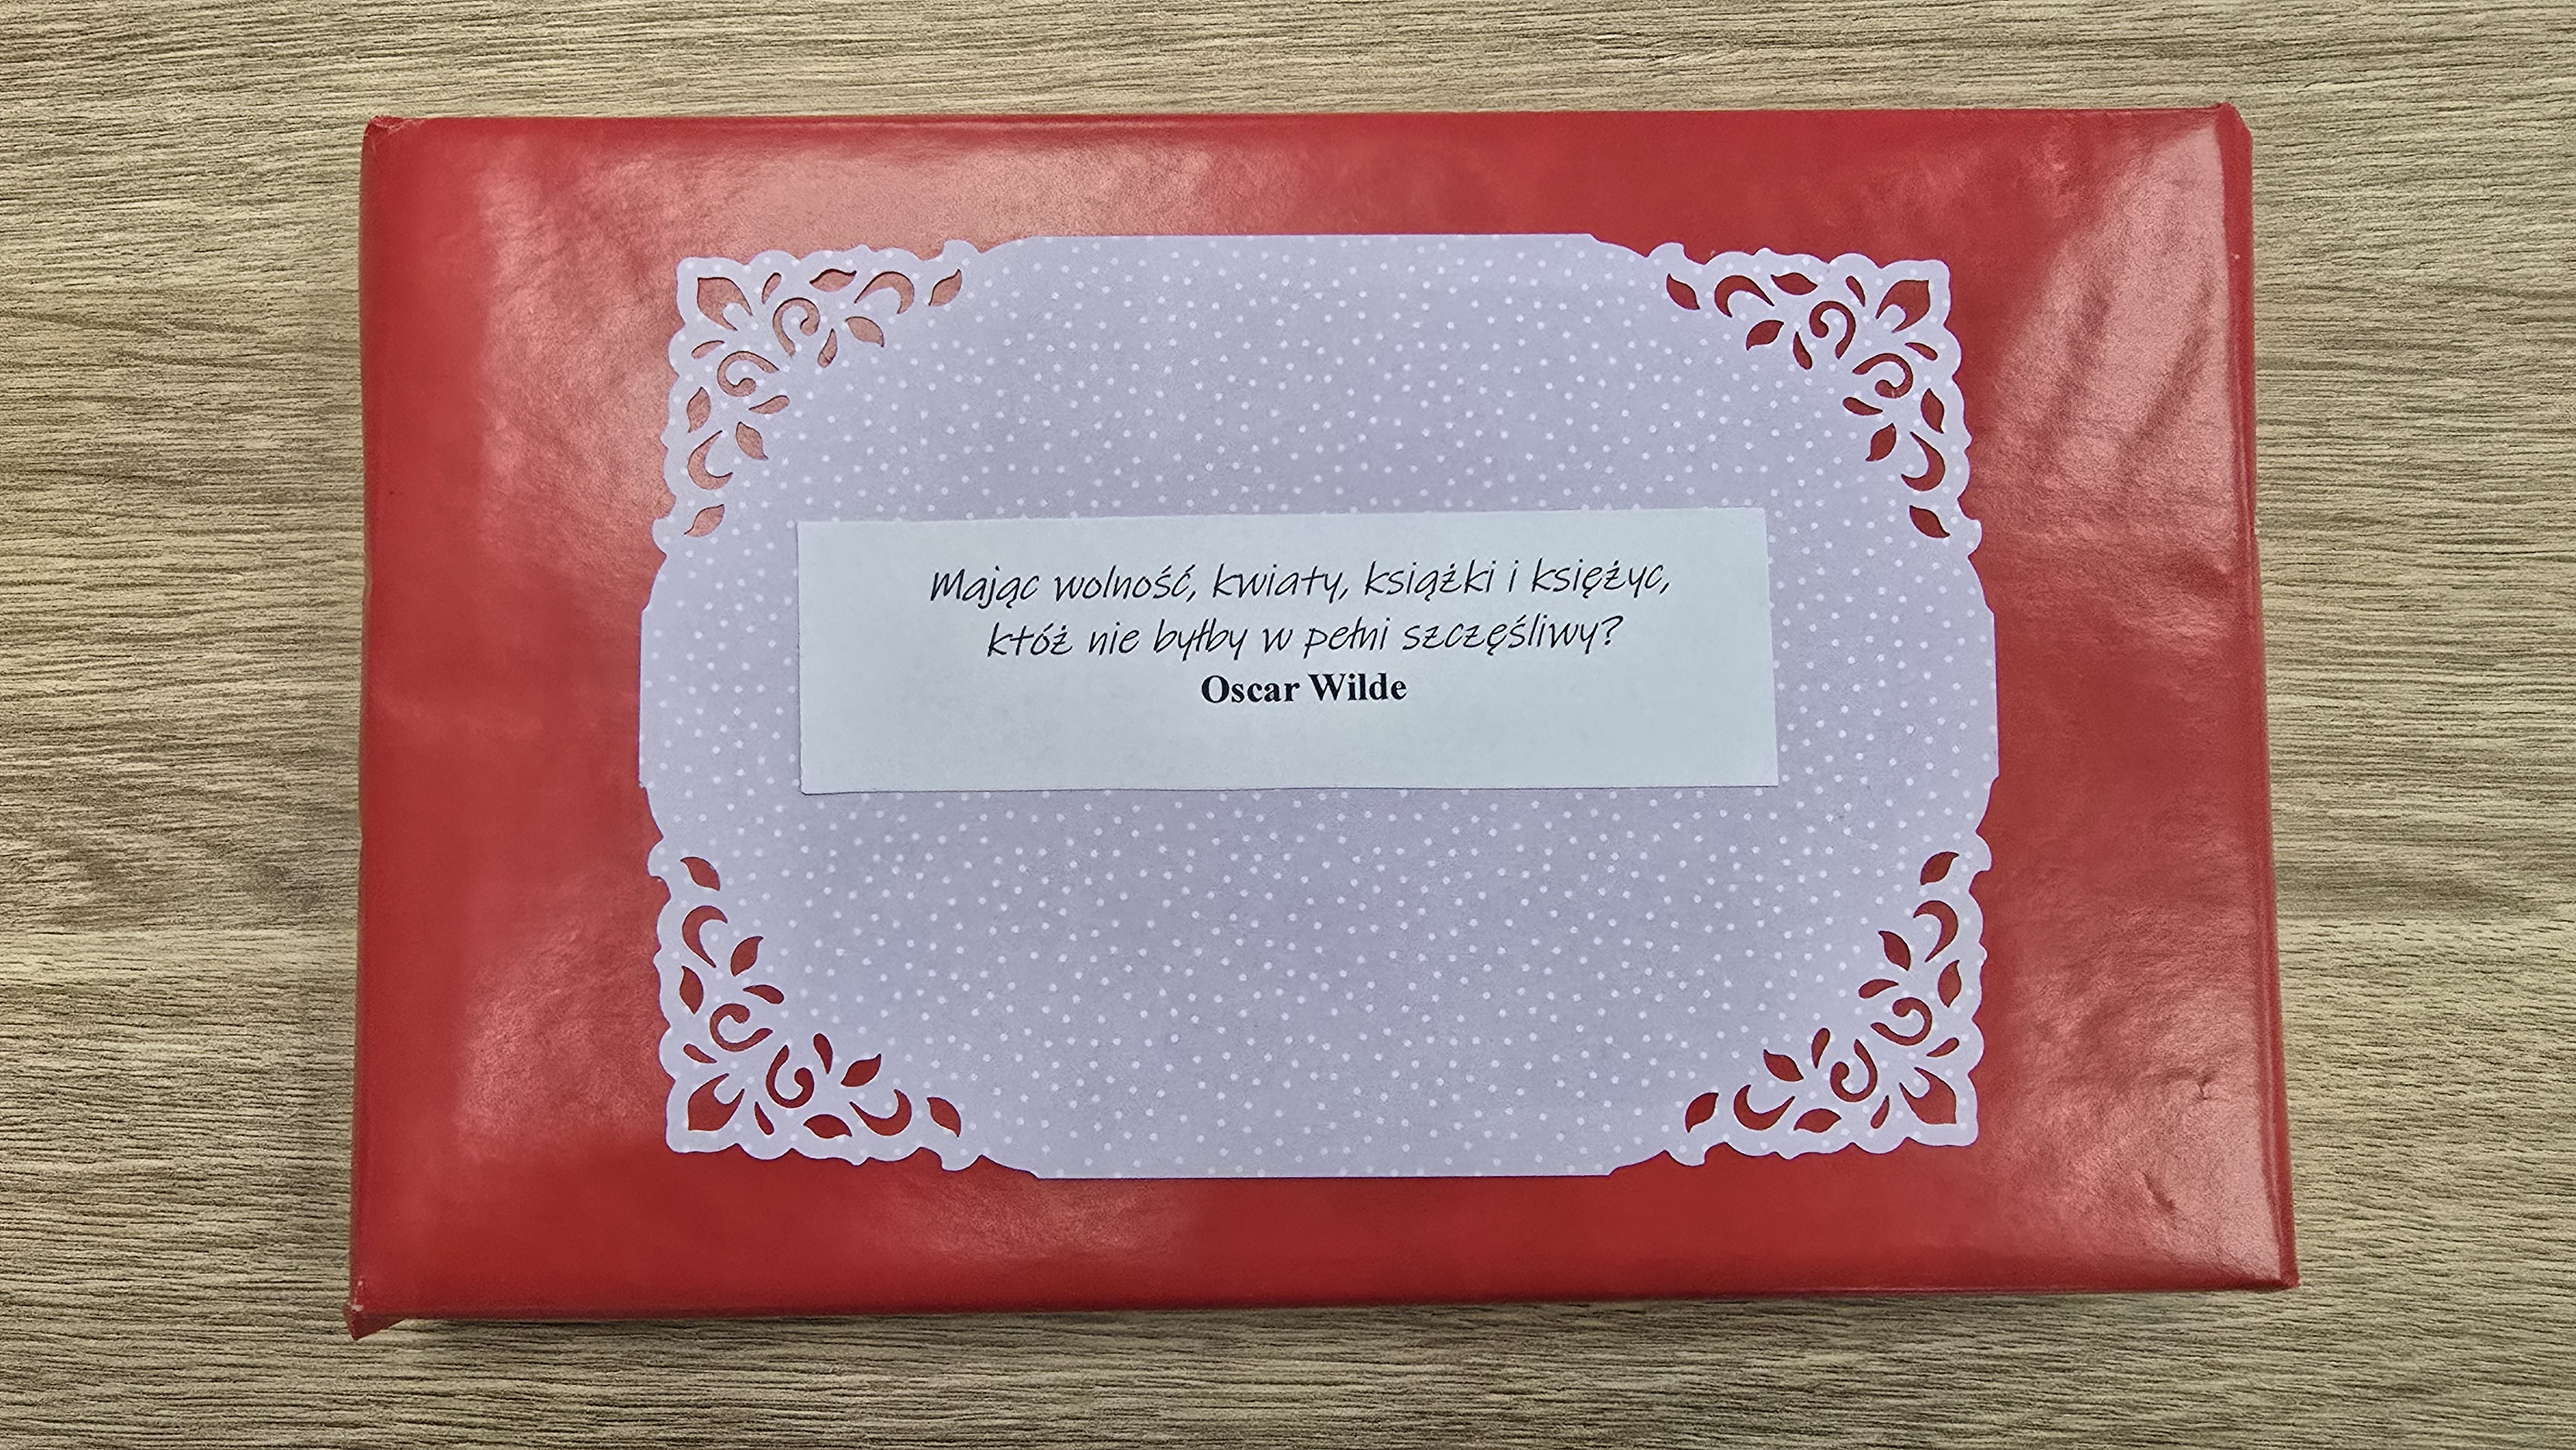 Mając wolność, kwiaty, książki i księżyc,
któż nie byłby w pełni szczęśliwy?
Oscar Wilde